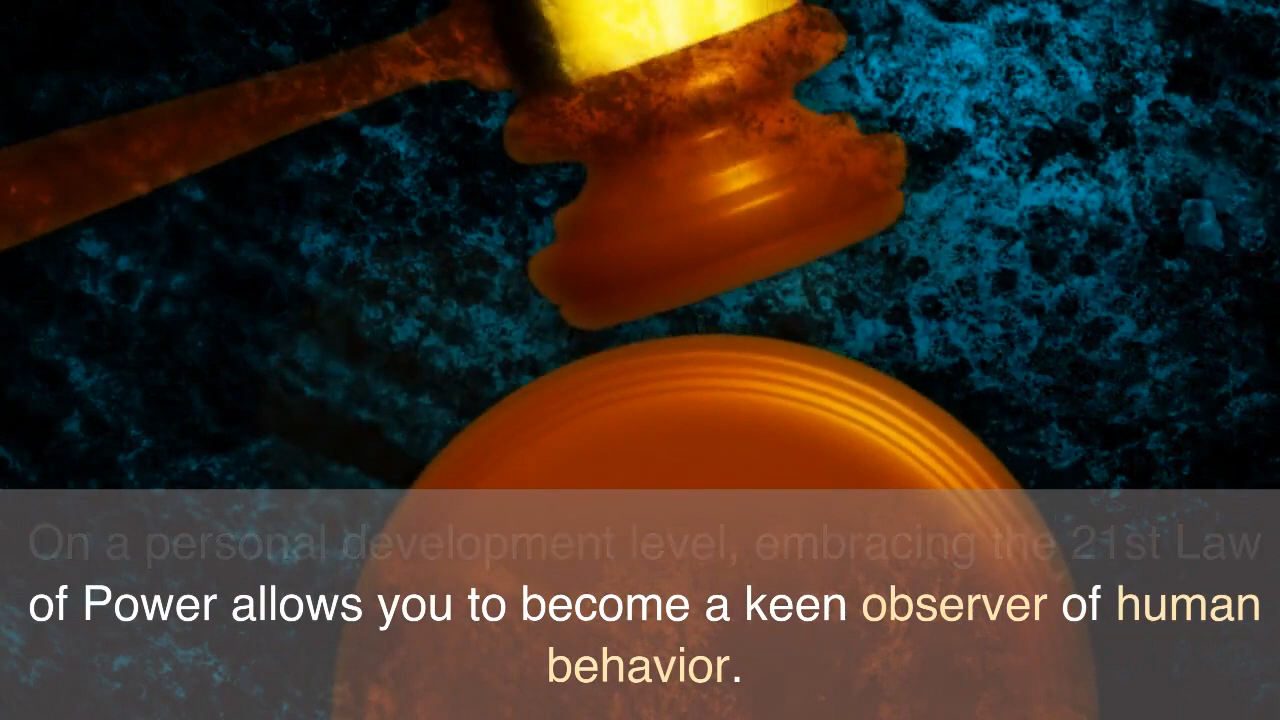 On a personal development level, embracing the 21st Law
of Power allows you to become a keen observer of human
behavior.